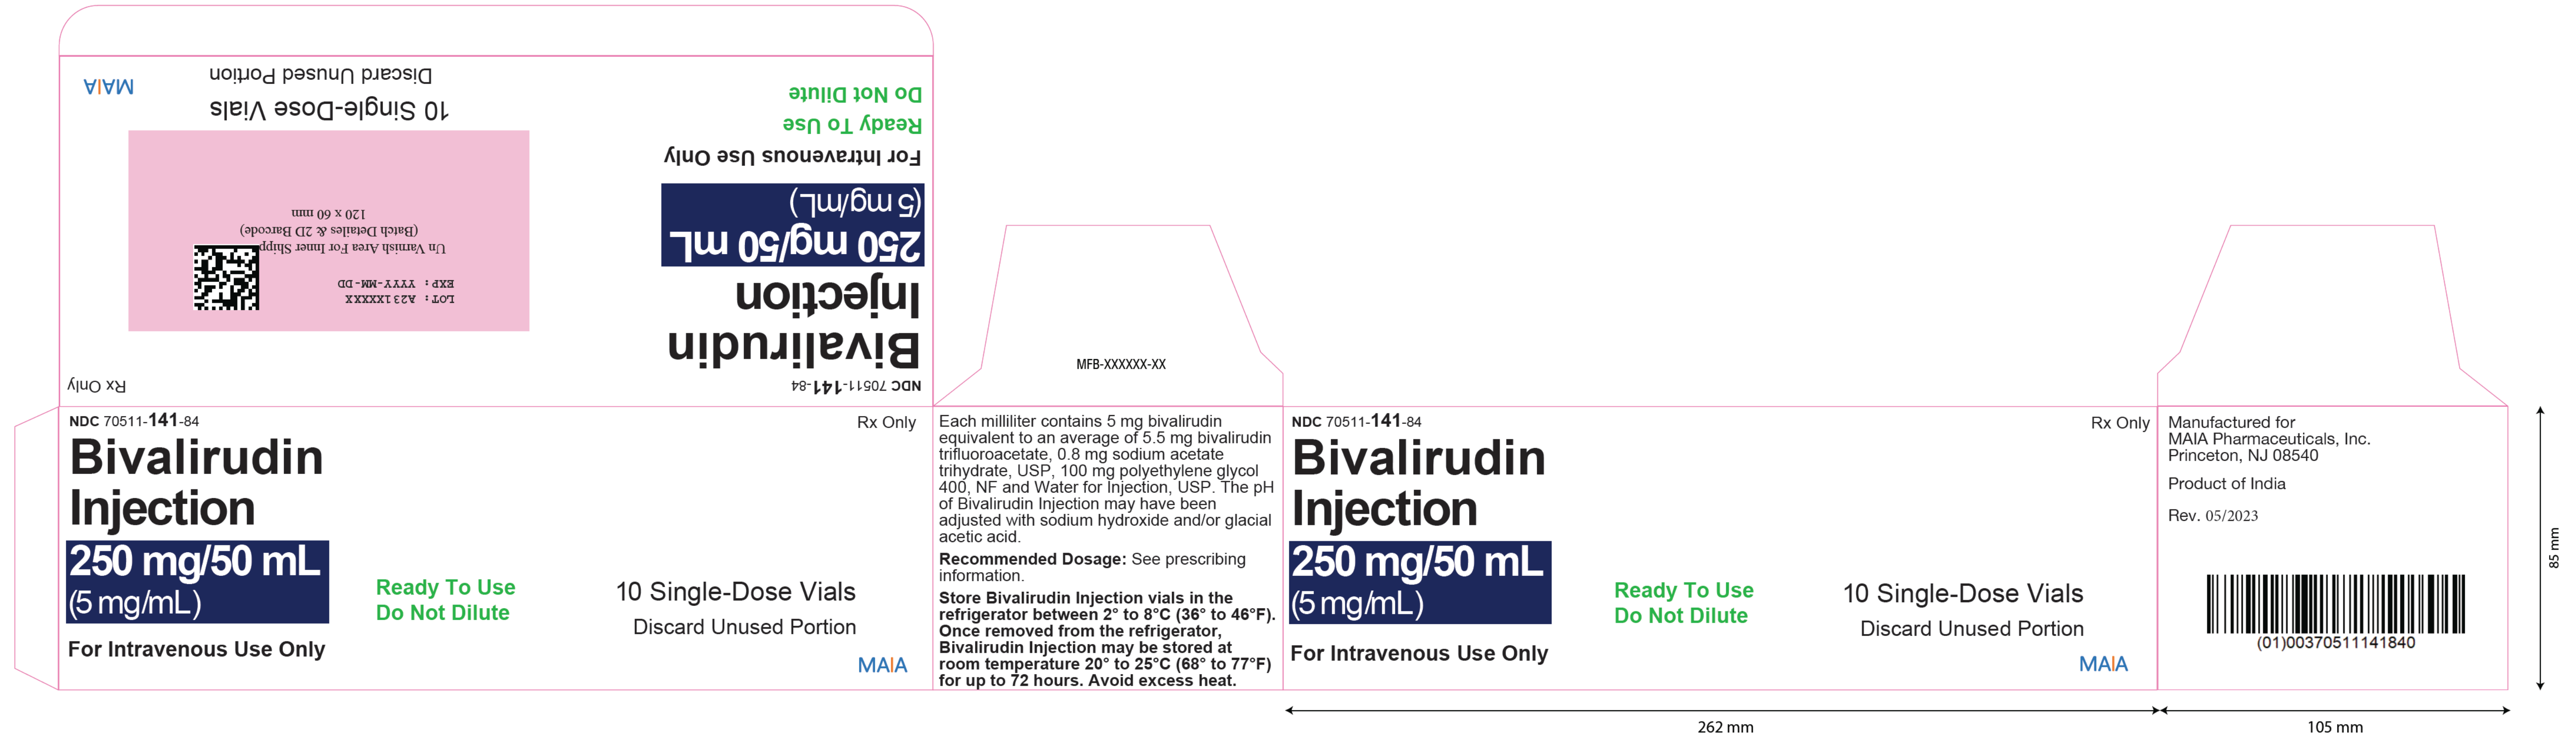 NDC 70511-141-84
Rx Only
Bivalirudin
Injection
250 mg/50 mL
(5 mg/mL)
For Intravenous Use Only
Ready To Use
Do Not Dilute
LOT: A231XXXXX
EXP: YYYY-MM-DD
Un Varnish Area For Inner Shipp
(Batch Detailes & 2D Barcode)
120 x 60 mm
10 Single-Dose Vials
Discard Unused Portion
MAIA
NDC 70511-141-84
Rx Only
Bivalirudin
Injection
250 mg/50 mL
(5 mg/mL)
For Intravenous Use Only
Ready To Use
Do Not Dilute
10 Single-Dose Vials
Discard Unused Portion
MAIA
MFB-XXXXXX-XX
Each milliliter contains 5 mg bivalirudin
equivalent to an average of 5.5 mg bivalirudin
trifluoroacetate, 0.8 mg sodium acetate
trihydrate, USP, 100 mg polyethylene glycol
400, NF and Water for Injection, USP. The pH
of Bivalirudin Injection may have been
adjusted with sodium hydroxide and/or glacial
acetic acid.
Recommended Dosage: See prescribing
information.
Store Bivalirudin Injection vials in the
refrigerator between 2° to 8°C (36° to 46°F).
Once removed from the refrigerator,
Bivalirudin Injection may be stored at
room temperature 20° to 25°C (68° to 77°F)
for up to 72 hours. Avoid excess heat.
NDC 70511-141-84
Rx Only
Bivalirudin
Injection
250 mg/50 mL
(5 mg/mL)
For Intravenous Use Only
Ready To Use
Do Not Dilute
10 Single-Dose Vials
Discard Unused Portion
MAIA
Manufactured for
MAIA Pharmaceuticals, Inc.
Princeton, NJ 08540
Product of India
Rev. 05/2023
(01)00370511141840
85 mm
262 mm
105 mm